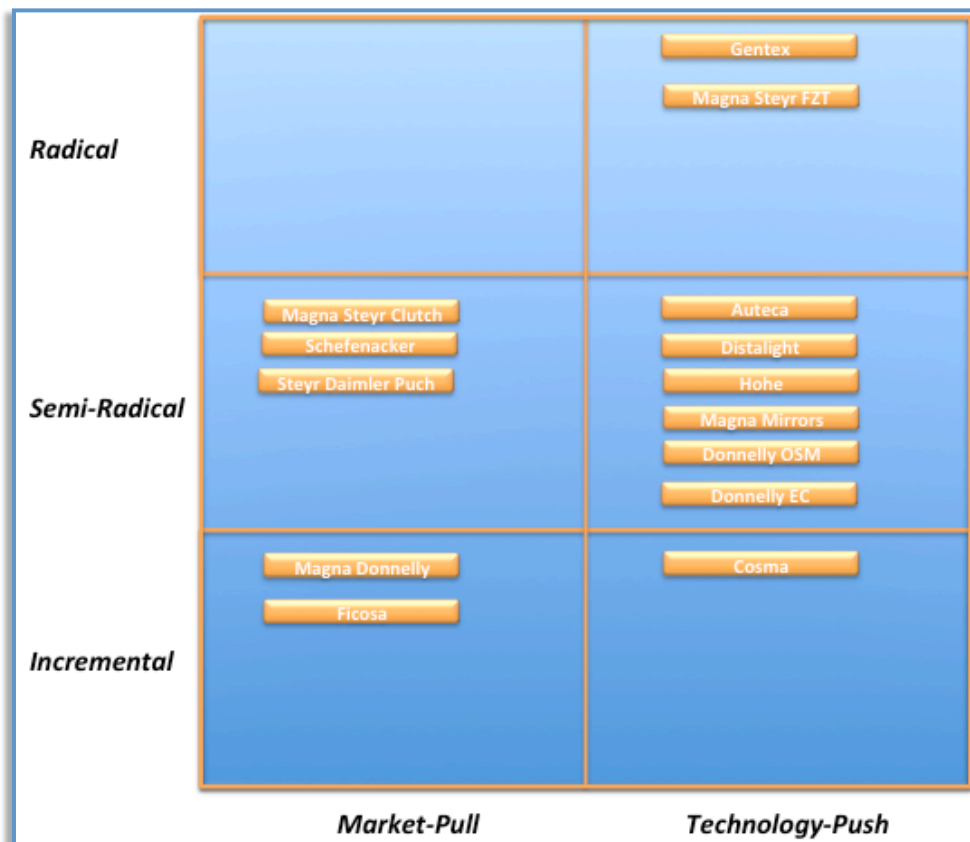 Gentex
Magna Steyr FZT
Radical
Magna Steyr Clutch
Schefenacker
Steyr Daimler Puch
Auteca
Distalight
Hohe
Magna Mirrors
Donnelly OSM
Donnelly EC
Semi-Radical
Magna Donnelly
Ficosa
Cosma
Incremental
Market-Pull
Technology-Push